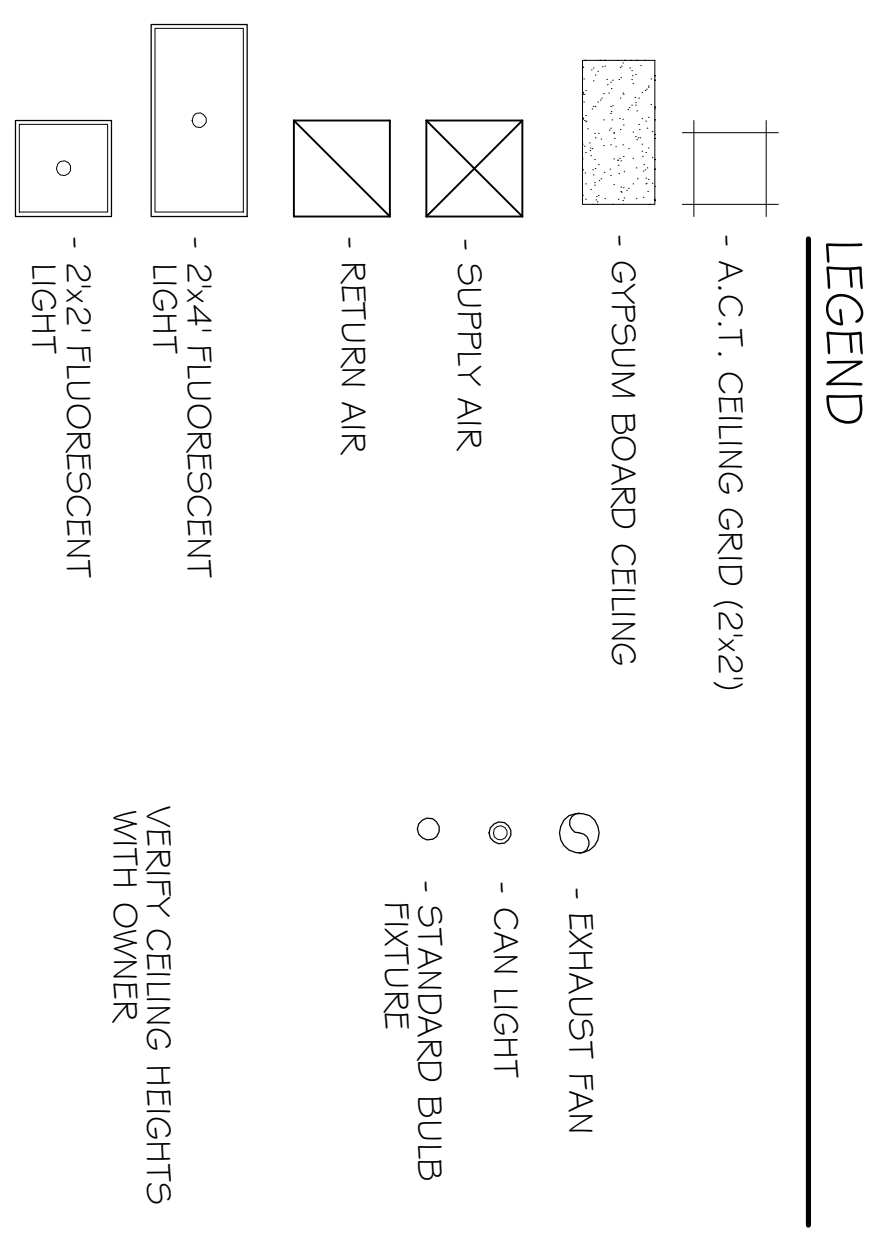 LEGEND
- A.C.T. CEILING GRID (2'x2')
- GYPSUM BOARD CEILING
- SUPPLY AIR
- RETURN AIR
- 2'x4' FLUORESCENT
LIGHT
- 2'x2' FLUORESCENT
LIGHT
- EXHAUST FAN
- CAN LIGHT
- STANDARD BULB
FIXTURE
VERIFY CEILING HEIGHTS
WITH OWNER